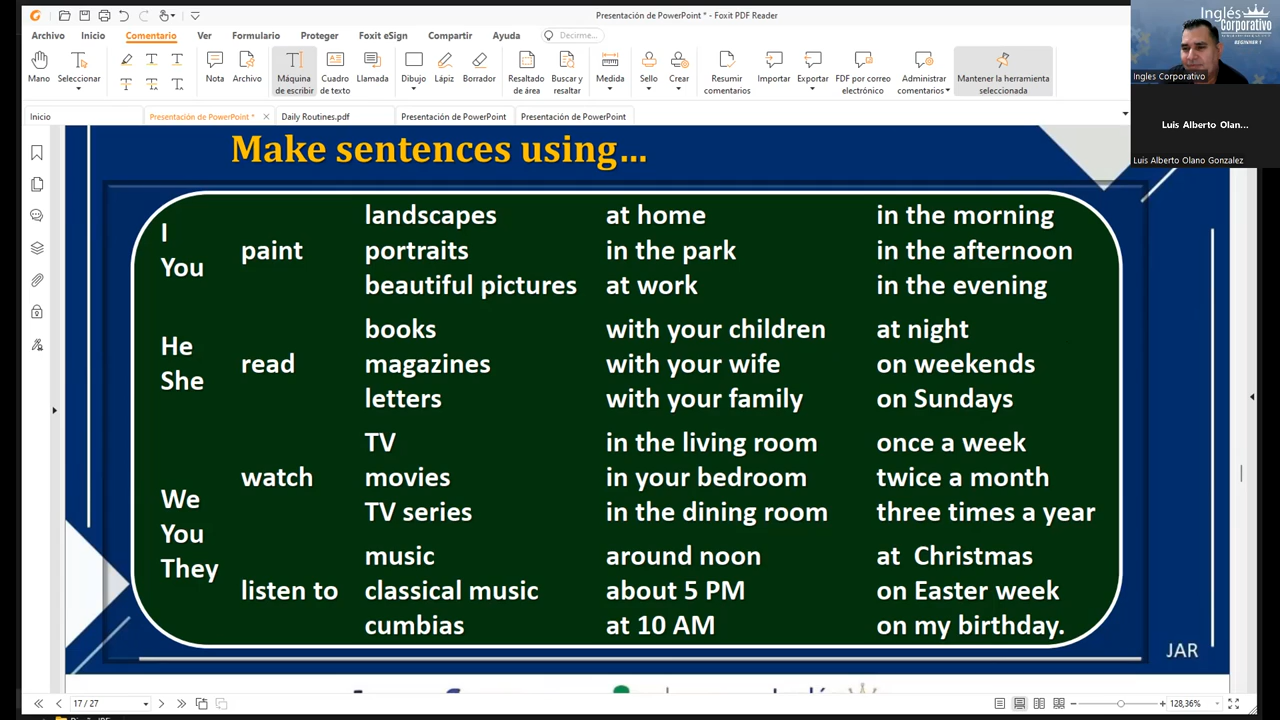 Presentación de PowerPoint * - Foxit PDF Reader
Archivo Inicio Comentario Ver Formulario Proteger Foxit eSign Compartir Ayuda Decirme...
Mano Seleccionar Nota Archivo Máquina de escribir Cuadro de texto Llamada Dibujo Lápiz Borrador Resaltado de área Buscar y resaltar Medida Sello Crear Resumir comentarios Importar Exportar FDF por correo electrónico Administrar comentarios Mantener la herramienta seleccionada
Inicio Presentación de PowerPoint * Daily Routines.pdf Presentación de PowerPoint Presentación de PowerPoint
Inglés
Corporativo
BEGINNER 1
Ingles Corporativo
Luis Alberto Olan...
Luis Alberto Olano Gonzalez
Make sentences using...
I
You
He
She
We
You
They
paint
read
watch
listen to
landscapes
portraits
beautiful pictures
books
magazines
letters
TV
movies
TV series
music
classical music
cumbias
at home
in the park
at work
with your children
with your wife
with your family
in the living room
in your bedroom
in the dining room
around noon
about 5 PM
at 10 AM
in the morning
in the afternoon
in the evening
at night
on weekends
on Sundays
once a week
twice a month
three times a year
at Christmas
on Easter week
on my birthday.
JAR
17 / 27
128,36%